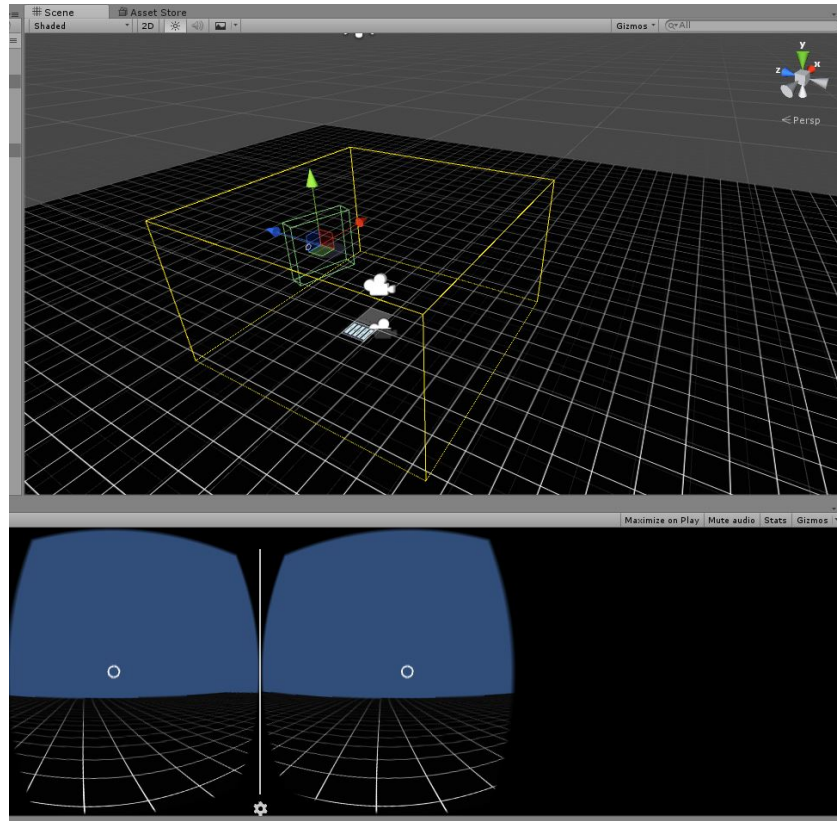 Scene Asset Store
Shaded 2D Gizmos All
y
z x
Persp
Maximize on Play Mute audio Stats Gizmos